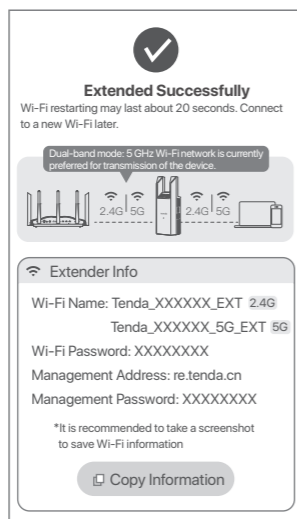 Extended Successfully
Wi-Fi restarting may last about 20 seconds. Connect
to a new Wi-Fi later.
Dual-band mode: 5 GHz Wi-Fi network is currently
preferred for transmission of the device.
2.4G 5G 2.4G 5G
Extender Info
Wi-Fi Name: Tenda_XXXXXX_EXT 2.4G
Tenda_XXXXXX_5G_EXT 5G
Wi-Fi Password: XXXXXXXX
Management Address: re.tenda.cn
Management Password: XXXXXXXX
*It is recommended to take a screenshot
to save Wi-Fi information
Copy Information